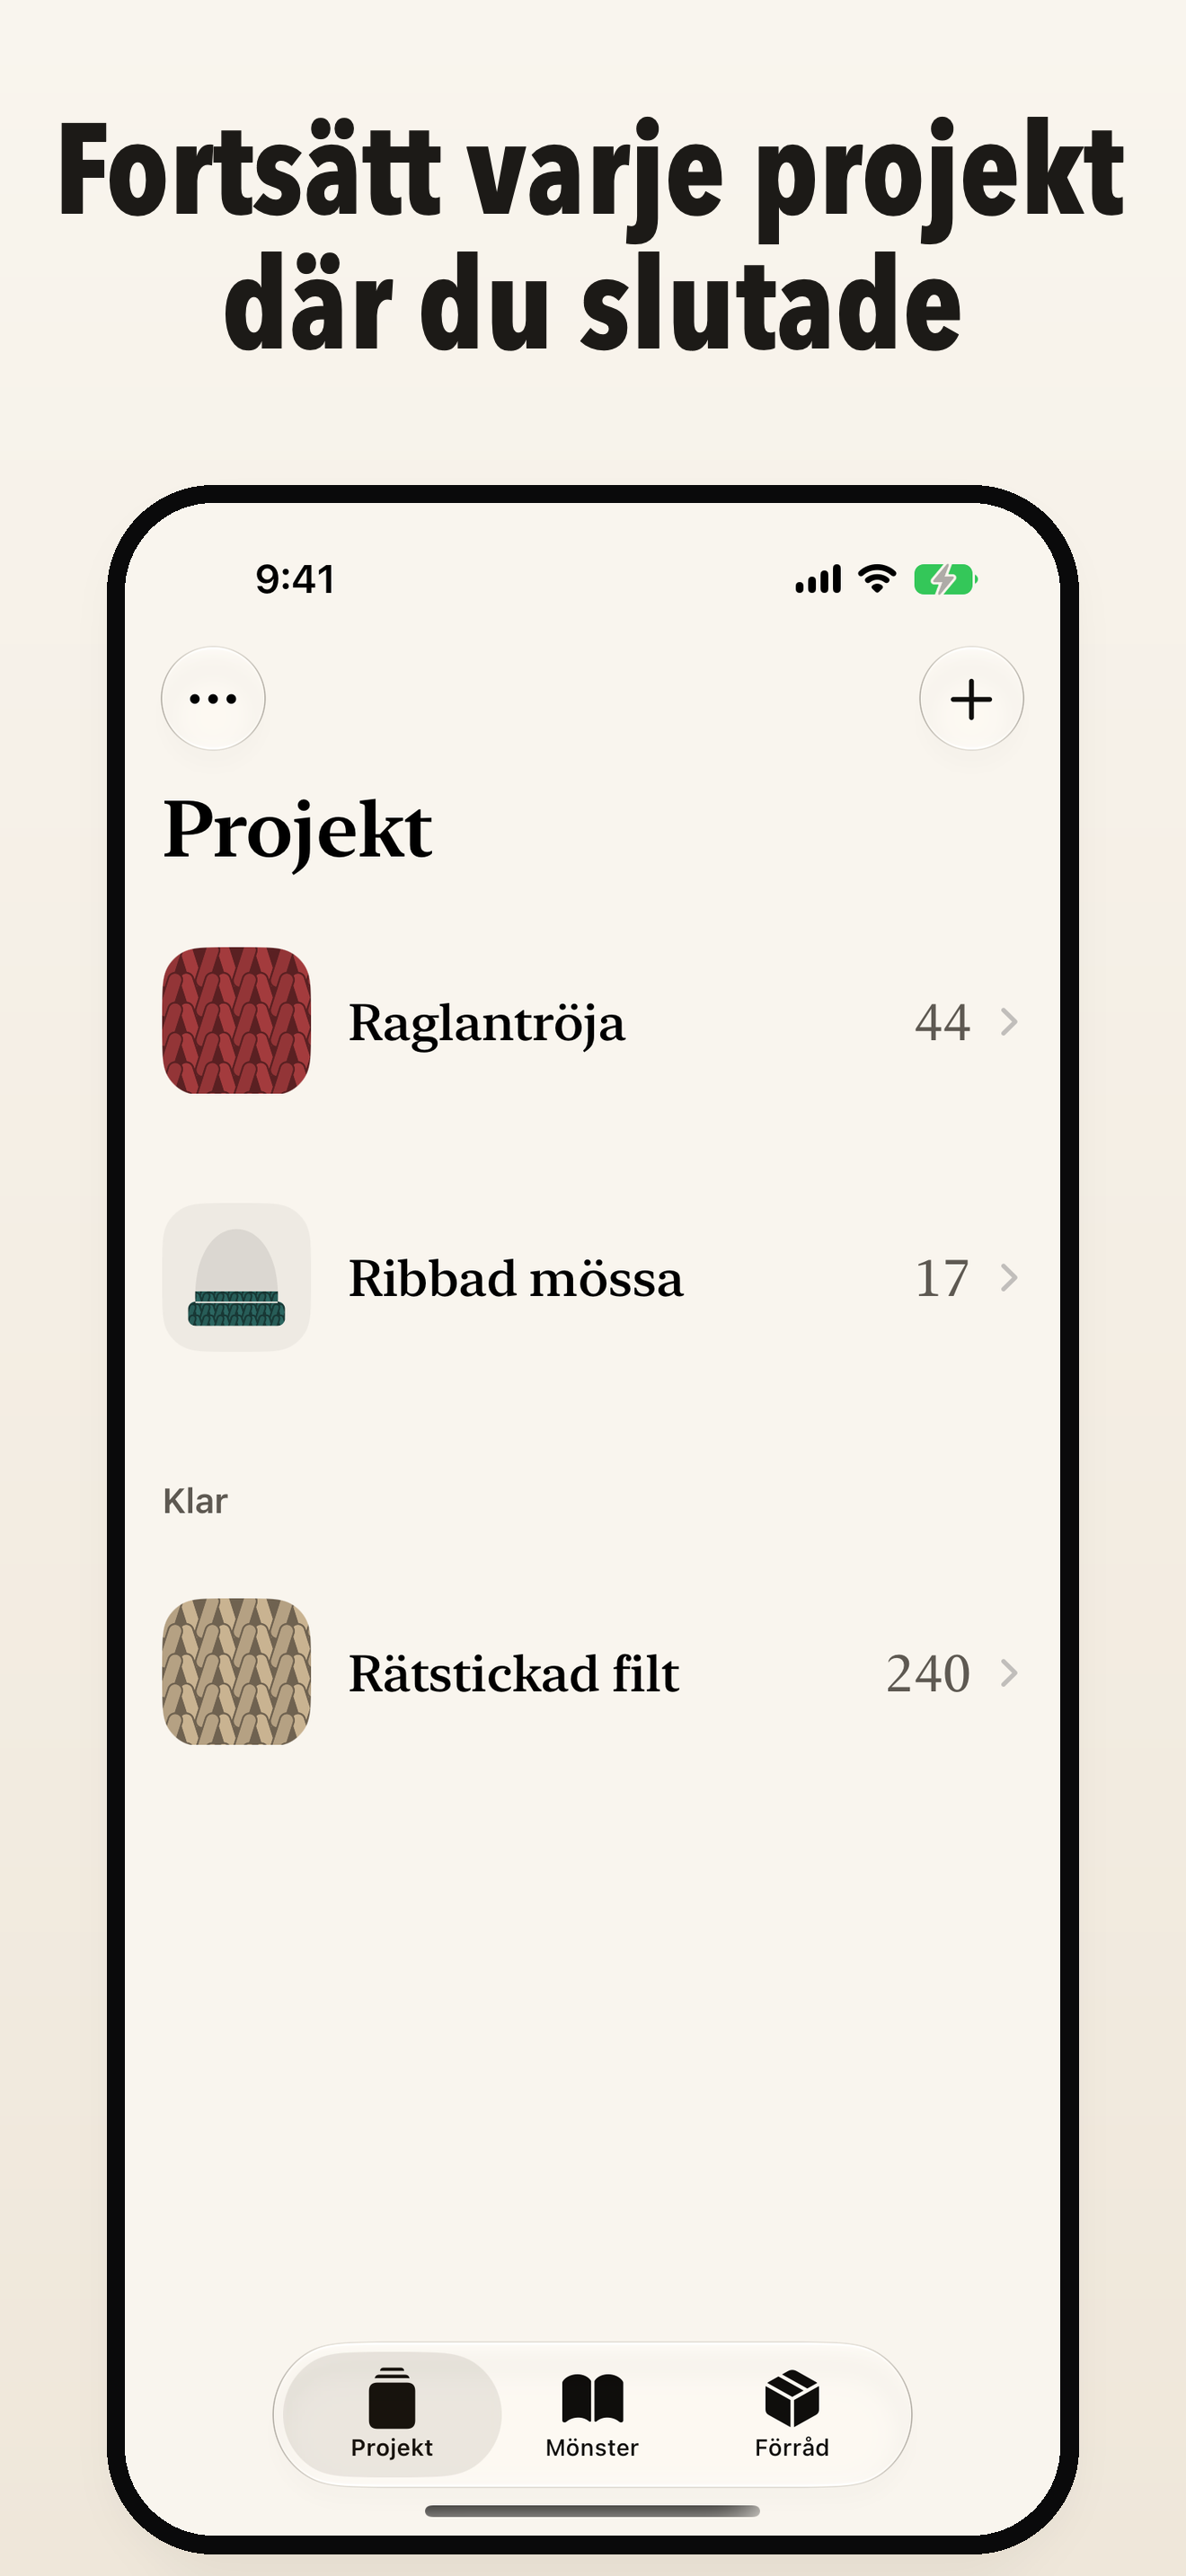 Fortsätt varje projekt
där du slutade
9:41
Projekt
Raglantröja 44
Ribbad mössa 17
Klar
Rätstickad filt 240
Projekt Mönster Förråd